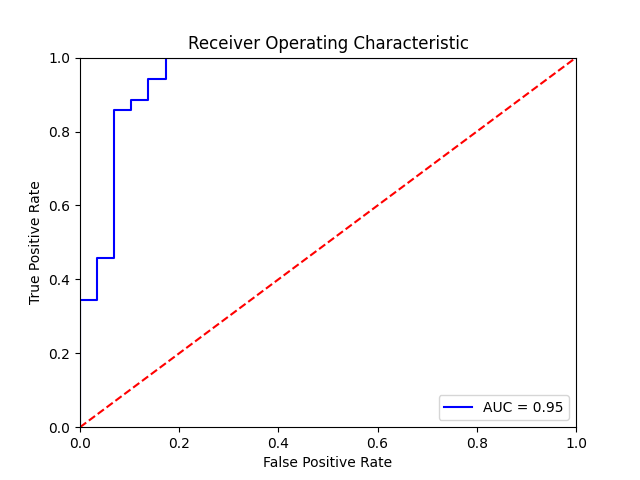 Receiver Operating Characteristic
True Positive Rate
1.0
0.8
0.6
0.4
0.2
0.0
AUC = 0.95
0.0 0.2 0.4 0.6 0.8 1.0
False Positive Rate